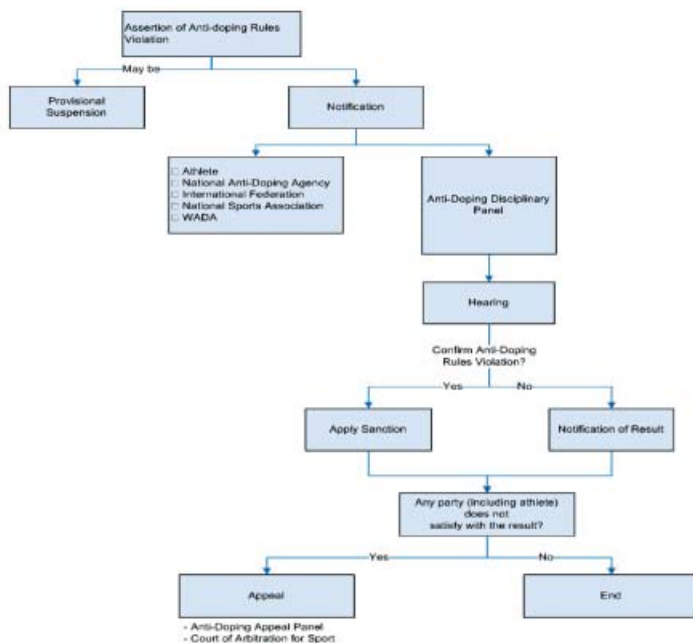 Assertion of Anti-doping Rules
Violation
May be
Provisional
Suspension
Notification
□ Athlete
□ National Anti-Doping Agency
□ International Federation
□ National Sports Association
□ WADA
Anti-Doping Disciplinary
Panel
Hearing
Confirm Anti-Doping
Rules Violation?
Yes
No
Apply Sanction
Notification of Result
Any party (including athlete)
does not
satisfy with the result?
Yes
No
Appeal
End
- Anti-Doping Appeal Panel
- Court of Arbitration for Sport